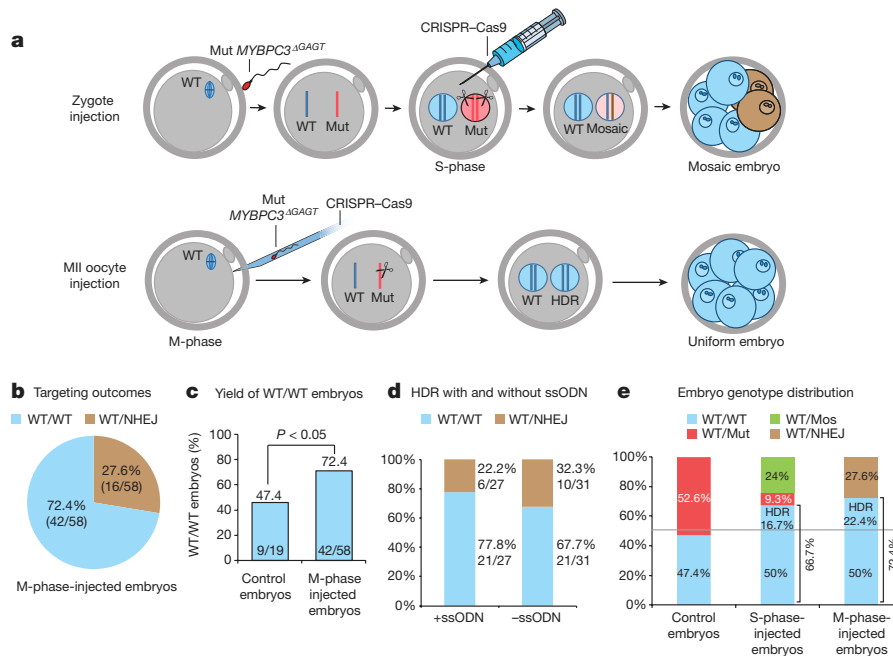 a
CRISPR–Cas9
Mut MYBPC3ΔGAGT
WT
Zygote
injection
WT Mut
WT Mut
WT Mosaic
S-phase
Mosaic embryo
Mut
MYBPC3ΔGAGT
CRISPR–Cas9
WT
MII oocyte
injection
WT Mut
WT HDR
M-phase
Uniform embryo
b Targeting outcomes
WT/WT WT/NHEJ
27.6%
(16/58)
72.4%
(42/58)
M-phase-injected embryos
c Yield of WT/WT embryos
P < 0.05
WT/WT embryos (%)
100
80
60
40
20
0
47.4
72.4
9/19
42/58
Control
embryos
M-phase
injected
embryos
d HDR with and without ssODN
WT/WT WT/NHEJ
100%
80%
60%
40%
20%
0%
22.2%
6/27
32.3%
10/31
77.8%
21/27
67.7%
21/31
+ssODN
–ssODN
e Embryo genotype distribution
WT/WT WT/Mos
WT/Mut WT/NHEJ
100%
80%
60%
40%
20%
0%
52.6%
47.4%
24%
9.3%
HDR
16.7%
50%
66.7%
27.6%
HDR
22.4%
50%
72.4%
Control
embryos
S-phase-
injected
embryos
M-phase-
injected
embryos